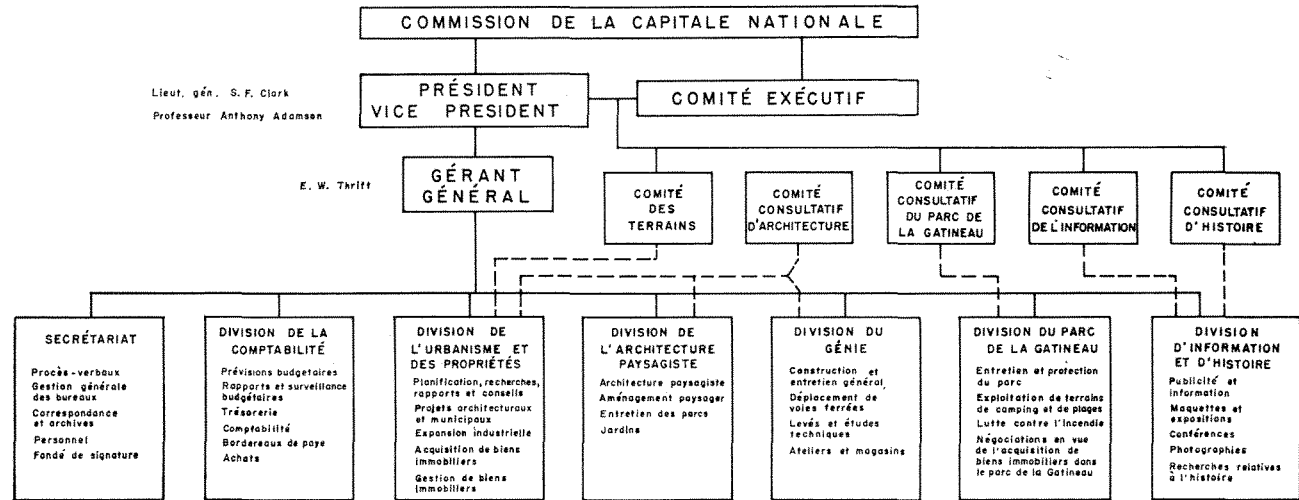 COMMISSION DE LA CAPITALE NATIONALE
Lieut. gén. S. F. Clark
Professeur Anthony Adamson
PRÉSIDENT
VICE PRESIDENT
COMITÉ EXÉCUTIF
E. W. Thrift
GÉRANT
GÉNÉRAL
COMITÉ
DES
TERRAINS
COMITÉ
CONSULTATIF
D'ARCHITECTURE
COMITÉ
CONSULTATIF
DU PARC DE
LA GATINEAU
COMITÉ
CONSULTATIF
DE L'INFORMATION
COMITÉ
CONSULTATIF
D'HISTOIRE
SECRÉTARIAT
Procès-verbaux
Gestion générale
des bureaux
Correspondance
et archives
Personnel
Fondé de signature
DIVISION DE LA
COMPTABILITÉ
Prévisions budgetaires
Rapports et surveillance
budgétaires
Trésorerie
Comptabilité
Bordereaux de paye
Achats
DIVISION DE
L'URBANISME ET
DES PROPRIÉTÉS
Planification, recherches,
rapports et conseils
Projets architecturaux
et municipaux
Expansion industrielle
Acquisition de biens
immobiliers
Gestion de biens
immobiliers
DIVISION DE
L'ARCHITECTURE
PAYSAGISTE
Architecture paysagiste
Aménagement paysager
Entretien des parcs
Jardins
DIVISION DU
GÉNIE
Construction et
entretien général
Déplacement de
voies ferrées
Levés et études
techniques
Ateliers et magasins
DIVISION DU PARC
DE LA GATINEAU
Entretien et protection
du parc
Exploitation de terrains
de camping et de plages
Lutte contre l'incendie
Négociations en vue
de l'acquisition de
biens immobiliers dans
le parc de la Gatineau
DIVISION
D'INFORMATION
ET D'HISTOIRE
Publicité et
information
Maquettes et
expositions
Conférences
Photographies
Recherches relatives
à l'histoire